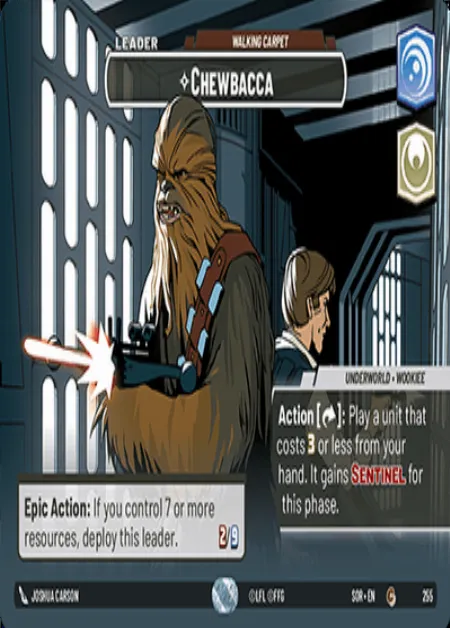 LEADER
WALKING CARPET
CHEWBACCA
UNDERWORLD • WOOKIEE
Action [ ]: Play a unit that
costs 3 or less from your
hand. It gains SENTINEL for
this phase.
Epic Action: If you control 7 or more
resources, deploy this leader.
2/9
JOSHUA CARSON
©LFL ©FFG
SOR • EN
C
255